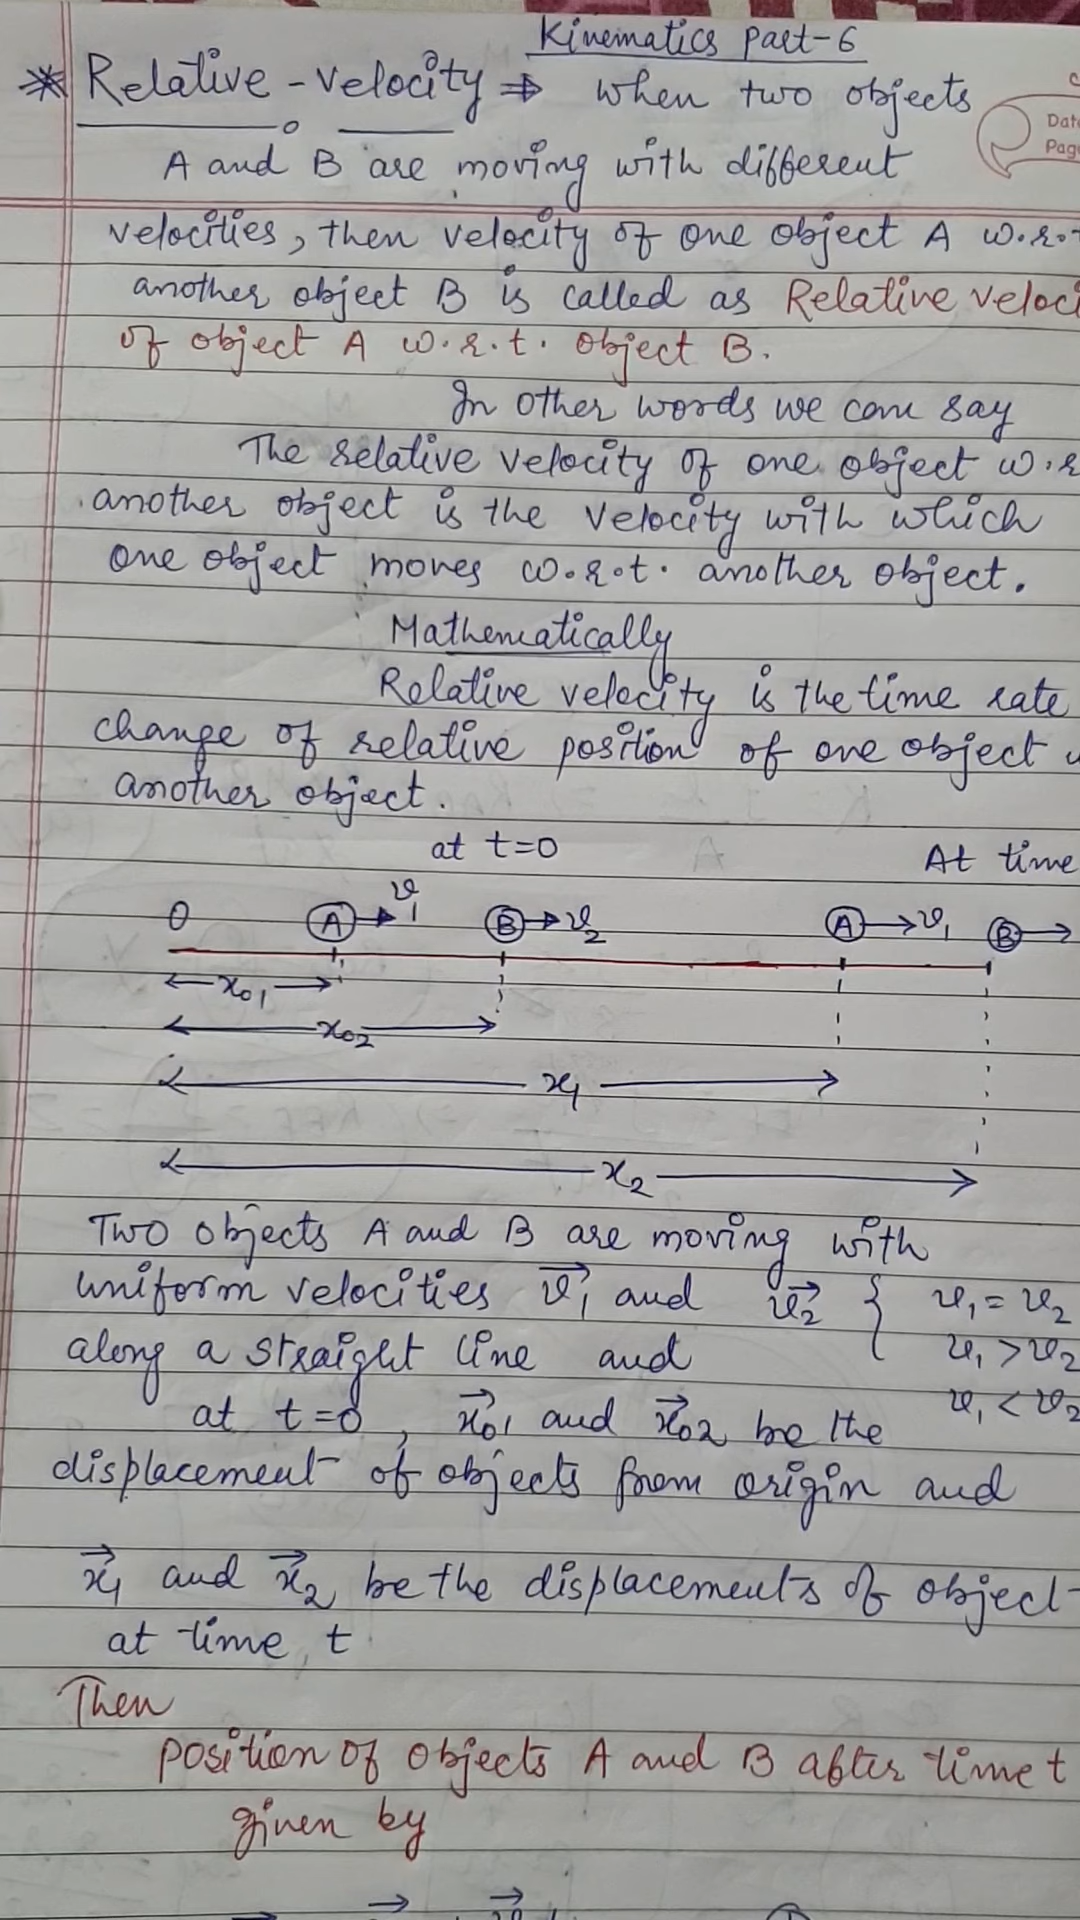 Kinematics Part-6
* Relative-velocity ⇒ when two objects
Date
Pag
A and B are moving with different
velocities, then velocity of one object A w.r.t
another object B is called as Relative veloci
of object A w.r.t. object B.
In other words we can say
The relative velocity of one object w.r
another object is the velocity with which
one object moves w.r.t. another object.
Mathematically
Relative velocity is the time rate
change of relative position of one object
another object.
at t=0 At time
O A → v₁ B → v₂ A → v₁ B →
← x₀₁ →
← x₀₂ →
← x₁ →
← x₂ →
Two objects A and B are moving with
uniform velocities v⃗₁ and v⃗₂ { v₁ = v₂
along a straight line and v₁ > v₂
at t=0, x⃗₀₁ and x⃗₀₂ be the v₁ < v₂
displacement of objects from origin and
x⃗₁ and x⃗₂ be the displacements of object
at time, t
Then
position of objects A and B after time t
given by